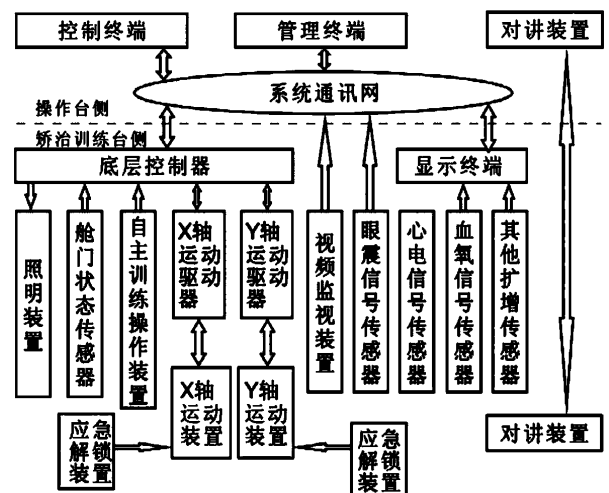 控制终端
管理终端
对讲装置
系统通讯网
操作台侧
矫治训练台侧
底层控制器
显示终端
照明装置
舱门状态传感器
自主训练操作装置
X轴
运动
驱动
器
Y轴
运动
驱动
器
视频监视装置
眼震信号传感器
心电信号传感器
血氧信号传感器
其他扩增传感器
X轴
运动
装置
Y轴
运动
装置
应急
解锁
装置
应急
解锁
装置
对讲装置